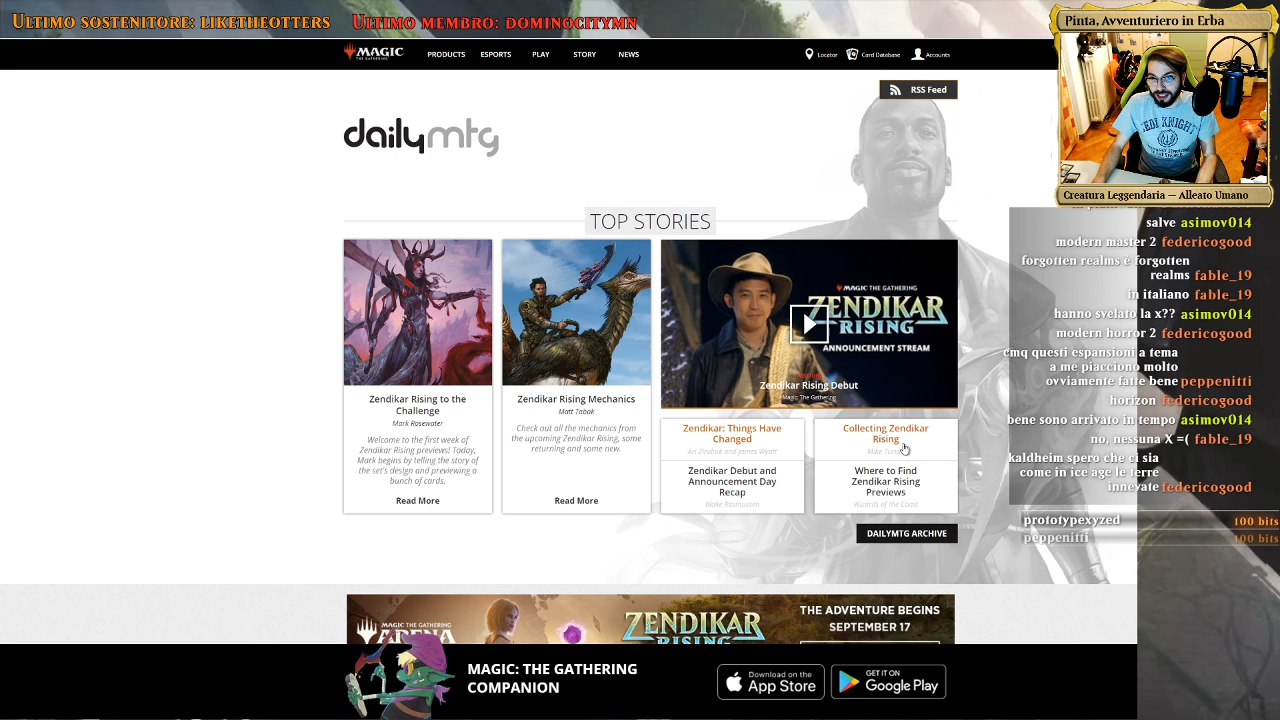 Ultimo sostenitore: liketheotters
Ultimo membro: dominocitymn
MAGIC
THE GATHERING
PRODUCTS
ESPORTS
PLAY
STORY
NEWS
Locator
Card Database
Accounts
RSS Feed
dailymtg
TOP STORIES
Zendikar Rising to the
Challenge
Mark Rosewater
Welcome to the first week of
Zendikar Rising previews! Today,
Mark begins by telling the story of
the set's design and previewing a
bunch of cards.
Read More
Zendikar Rising Mechanics
Matt Tabak
Check out all the mechanics from
the upcoming Zendikar Rising, some
returning and some new.
Read More
MAGIC THE GATHERING
ZENDIKAR
RISING
ANNOUNCEMENT STREAM
Zendikar Rising Debut
Magic: The Gathering
Zendikar: Things Have
Changed
Ari Zirulnik and James Wyatt
Collecting Zendikar
Rising
Mike
Zendikar Debut and
Announcement Day
Recap
Blake Rasmussen
Where to Find
Zendikar Rising
Previews
Wizards of the Coast
DAILYMTG ARCHIVE
MAGIC THE GATHERING
ARENA
ZENDIKAR
RISING
THE ADVENTURE BEGINS
SEPTEMBER 17
MAGIC: THE GATHERING
COMPANION
Download on the
App Store
GET IT ON
Google Play
Pinta, Avventuriero in Erba
JEDI KNIGHT
Creatura Leggendaria — Alleato Umano
salve asimov014
modern master 2 federicogood
forgotten realms è forgotten
realms fable_19
in italiano fable_19
hanno svelato la x?? asimov014
modern horror 2 federicogood
cmq questi espansioni a tema
a me piacciono molto
ovviamente fatte bene peppenitti
horizon federicogood
bene sono arrivato in tempo asimov014
no, nessuna X =( fable_19
kaldheim spero che ci sia
come in ice age le terre
innevate federicogood
prototypexyzed 100 bits
peppenitti 100 bits